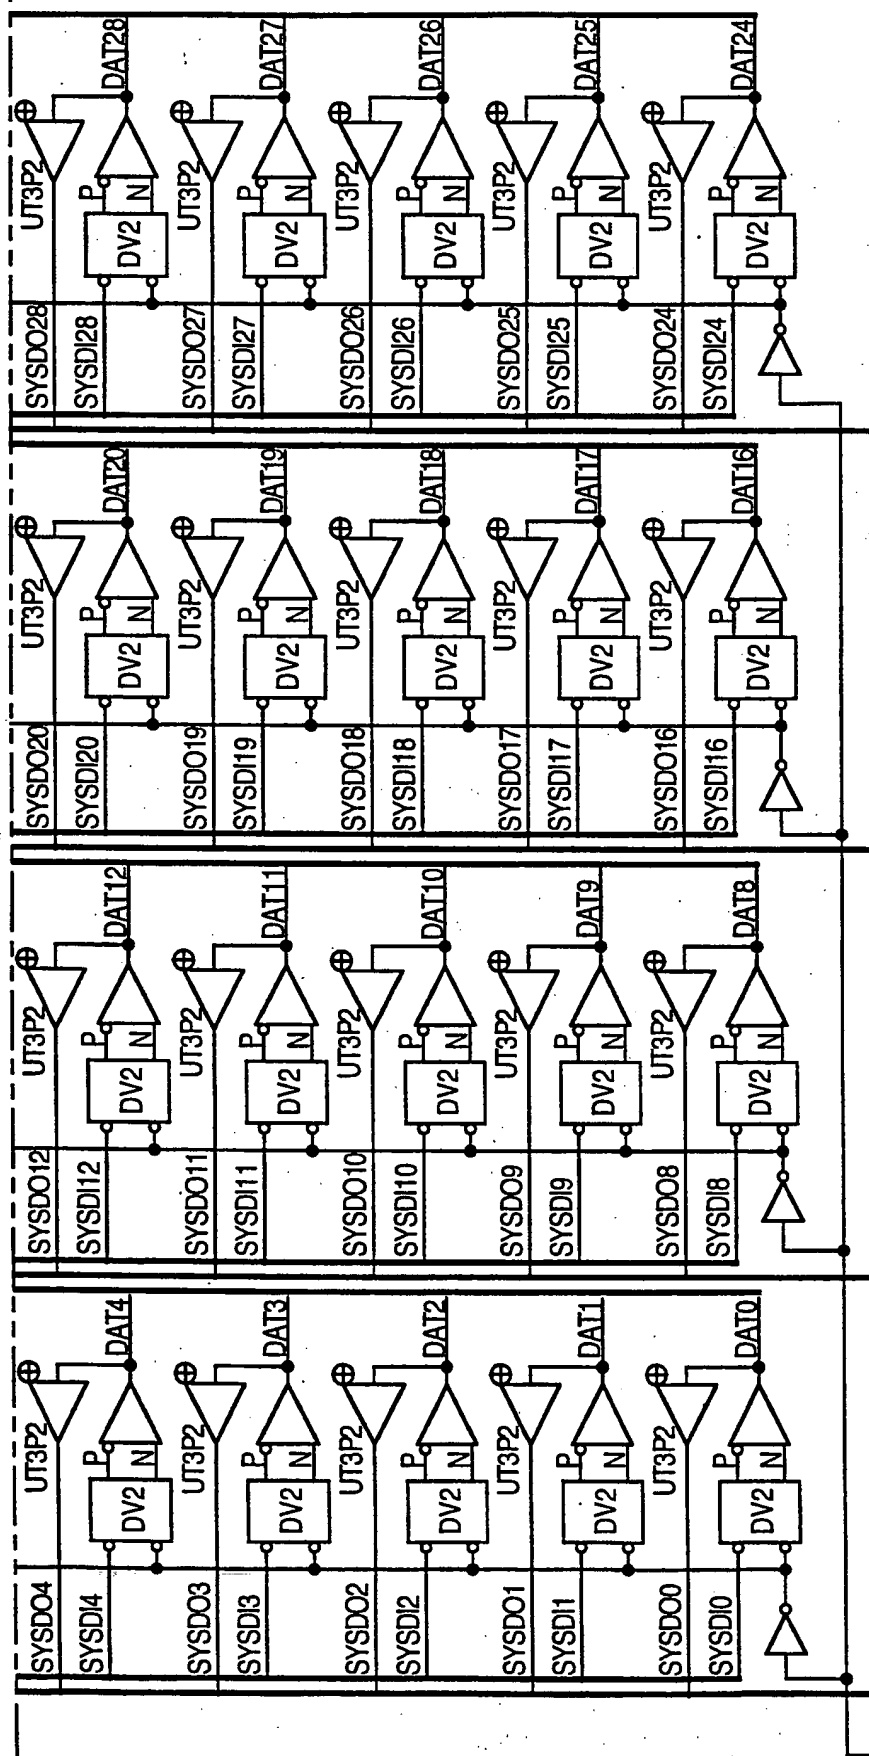 DAT28
DAT27
DAT26
DAT25
DAT24
UT3P2
UT3P2
UT3P2
UT3P2
UT3P2
P
N
P
N
P
N
P
N
P
N
DV2
DV2
DV2
DV2
DV2
SYSDO28
SYSDI28
SYSDO27
SYSDI27
SYSDO26
SYSDI26
SYSDO25
SYSDI25
SYSDO24
SYSDI24
DAT20
DAT19
DAT18
DAT17
DAT16
UT3P2
UT3P2
UT3P2
UT3P2
UT3P2
P
N
P
N
P
N
P
N
P
N
DV2
DV2
DV2
DV2
DV2
SYSDO20
SYSDI20
SYSDO19
SYSDI19
SYSDO18
SYSDI18
SYSDO17
SYSDI17
SYSDO16
SYSDI16
DAT12
DAT11
DAT10
DAT9
DAT8
UT3P2
UT3P2
UT3P2
UT3P2
UT3P2
P
N
P
N
P
N
P
N
P
N
DV2
DV2
DV2
DV2
DV2
SYSDO12
SYSDI12
SYSDO11
SYSDI11
SYSDO10
SYSDI10
SYSDO9
SYSDI9
SYSDO8
SYSDI8
DAT4
DAT3
DAT2
DAT1
DAT0
UT3P2
UT3P2
UT3P2
UT3P2
UT3P2
P
N
P
N
P
N
P
N
P
N
DV2
DV2
DV2
DV2
DV2
SYSDO4
SYSDI4
SYSDO3
SYSDI3
SYSDO2
SYSDI2
SYSDO1
SYSDI1
SYSDO0
SYSDI0